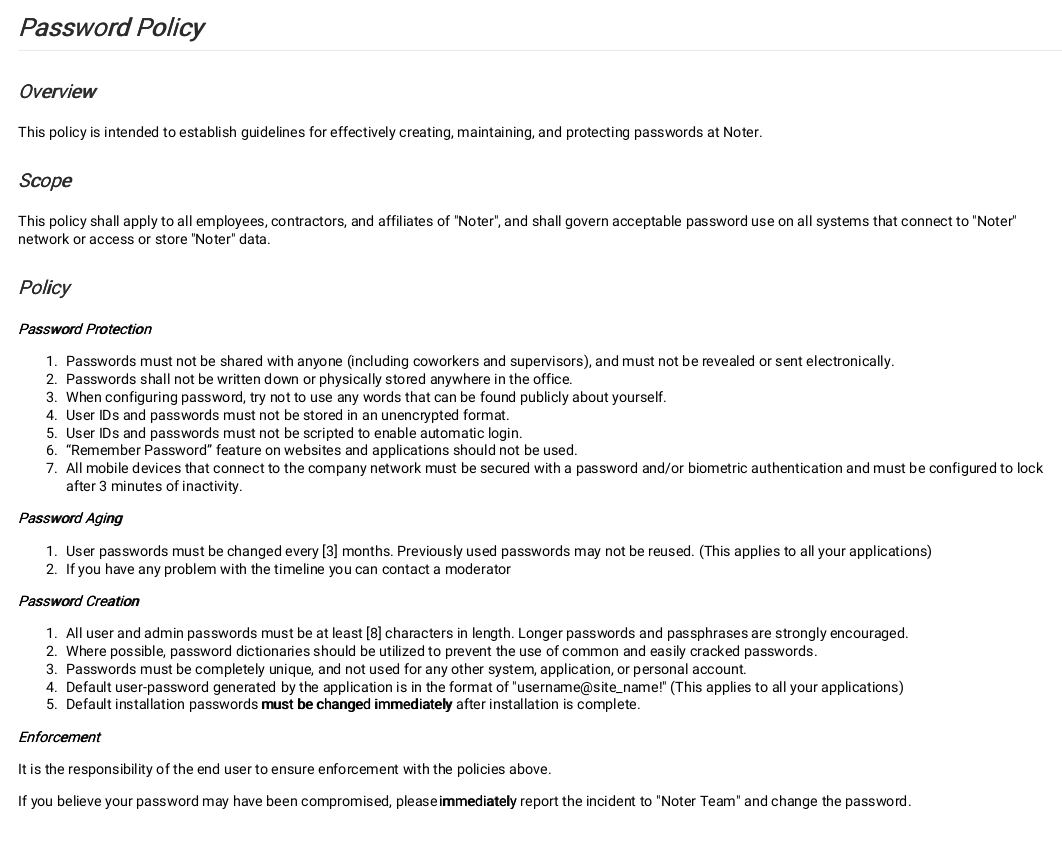 Password Policy
Overview
This policy is intended to establish guidelines for effectively creating, maintaining, and protecting passwords at Noter.
Scope
This policy shall apply to all employees, contractors, and affiliates of "Noter", and shall govern acceptable password use on all systems that connect to "Noter"
network or access or store "Noter" data.
Policy
Password Protection
1. Passwords must not be shared with anyone (including coworkers and supervisors), and must not be revealed or sent electronically.
2. Passwords shall not be written down or physically stored anywhere in the office.
3. When configuring password, try not to use any words that can be found publicly about yourself.
4. User IDs and passwords must not be stored in an unencrypted format.
5. User IDs and passwords must not be scripted to enable automatic login.
6. “Remember Password” feature on websites and applications should not be used.
7. All mobile devices that connect to the company network must be secured with a password and/or biometric authentication and must be configured to lock
after 3 minutes of inactivity.
Password Aging
1. User passwords must be changed every [3] months. Previously used passwords may not be reused. (This applies to all your applications)
2. If you have any problem with the timeline you can contact a moderator
Password Creation
1. All user and admin passwords must be at least [8] characters in length. Longer passwords and passphrases are strongly encouraged.
2. Where possible, password dictionaries should be utilized to prevent the use of common and easily cracked passwords.
3. Passwords must be completely unique, and not used for any other system, application, or personal account.
4. Default user-password generated by the application is in the format of "username@site_name!" (This applies to all your applications)
5. Default installation passwords must be changed immediately after installation is complete.
Enforcement
It is the responsibility of the end user to ensure enforcement with the policies above.
If you believe your password may have been compromised, please immediately report the incident to "Noter Team" and change the password.